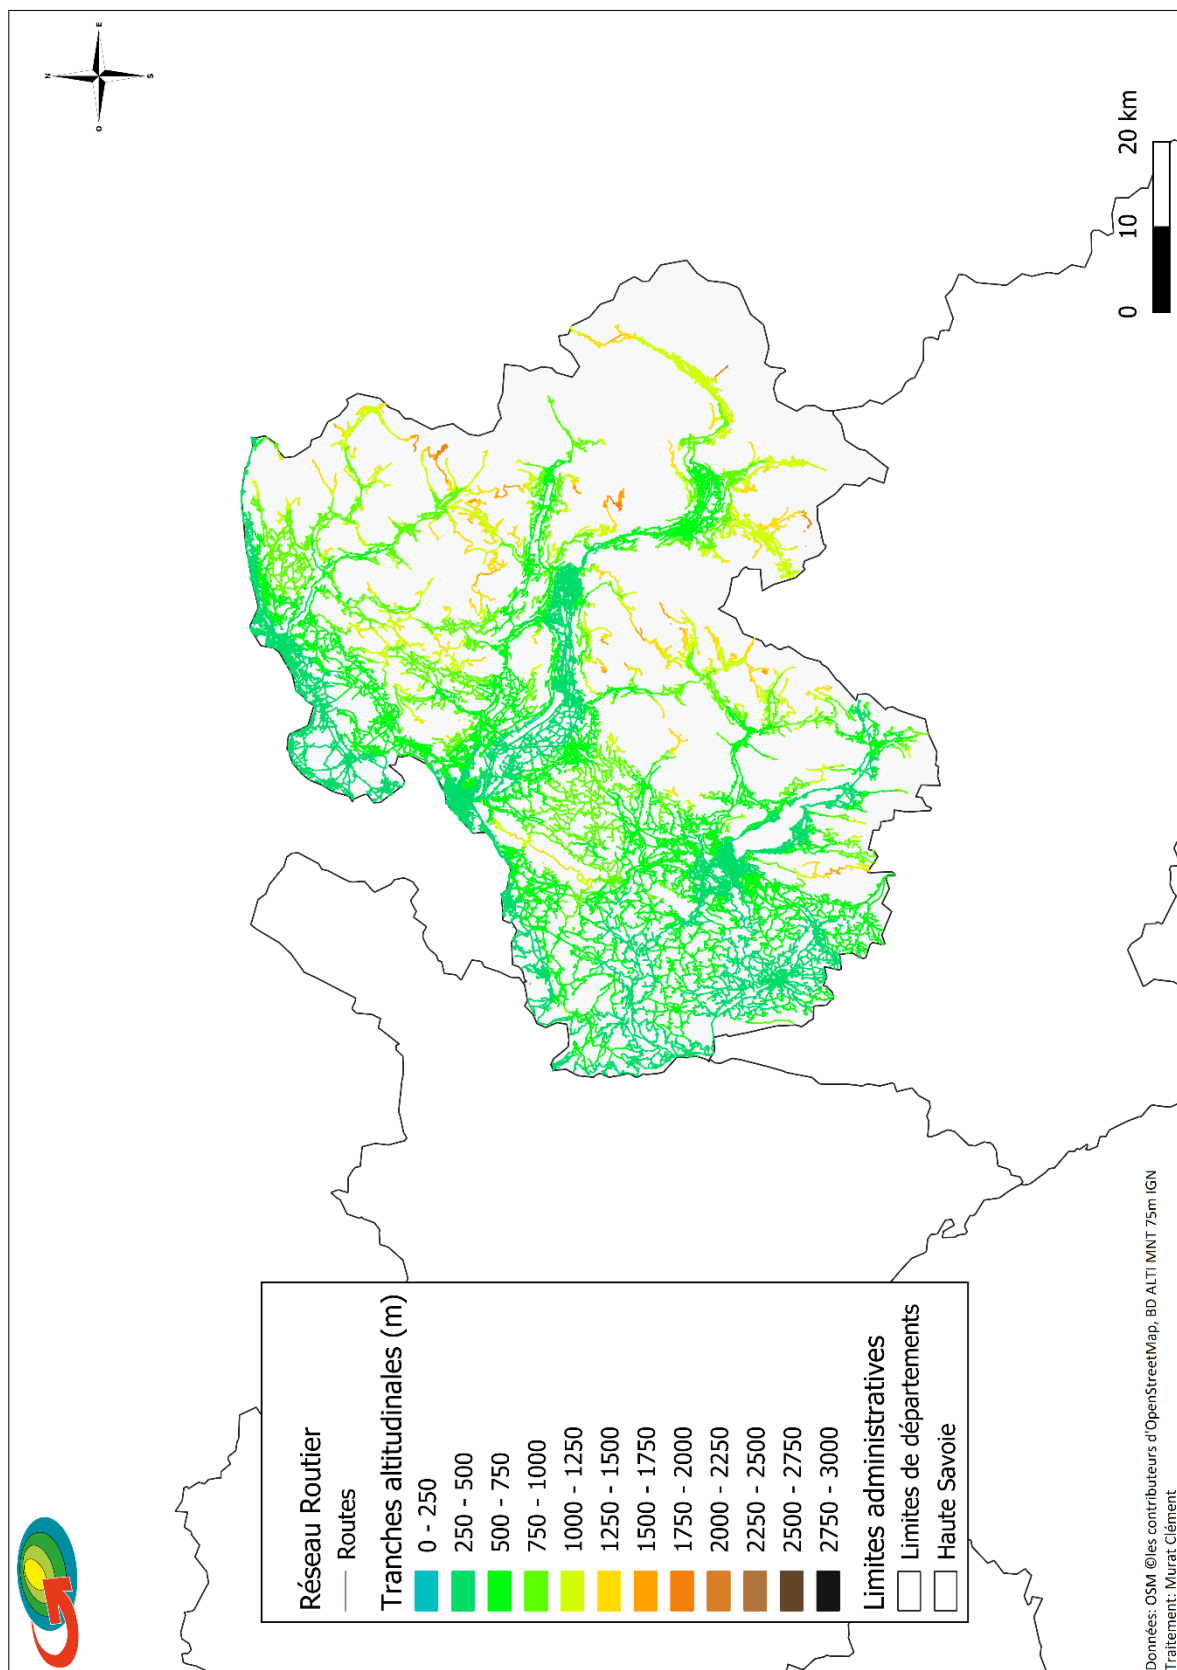 N
E
O
S
Réseau Routier
Routes
Tranches altitudinales (m)
0 - 250
250 - 500
500 - 750
750 - 1000
1000 - 1250
1250 - 1500
1500 - 1750
1750 - 2000
2000 - 2250
2250 - 2500
2500 - 2750
2750 - 3000
Limites administratives
Limites de départements
Haute Savoie
0 10 20 km
Données: OSM ©les contributeurs d'OpenStreetMap, BD ALTI MNT 75m IGN
Traitement: Murat Clément